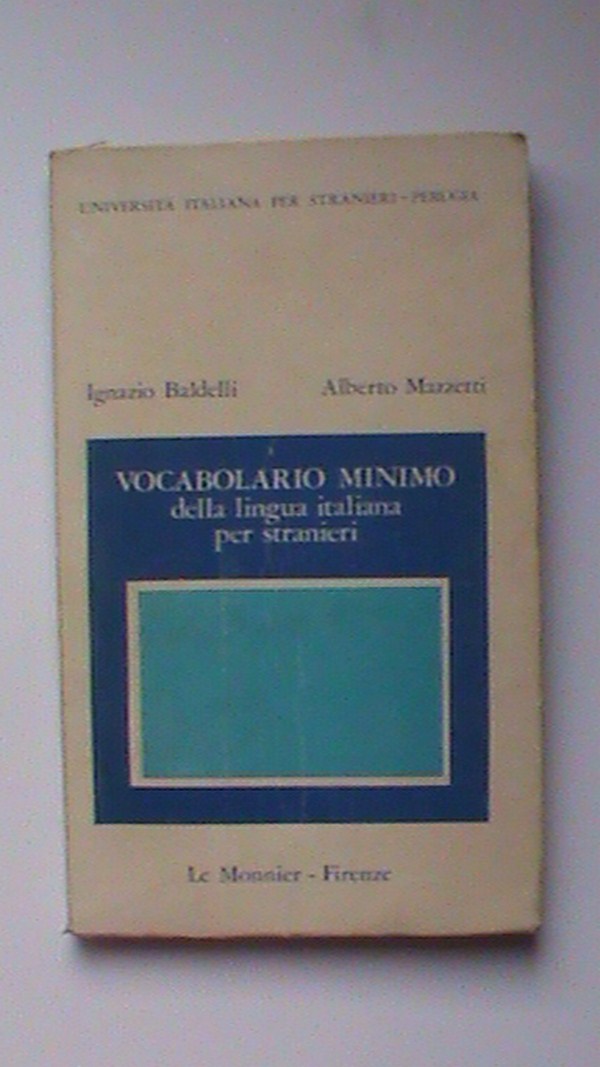 UNIVERSITÀ ITALIANA PER STRANIERI - PERUGIA
Ignazio Baldelli Alberto Mazzetti
VOCABOLARIO MINIMO
della lingua italiana
per stranieri
Le Monnier - Firenze